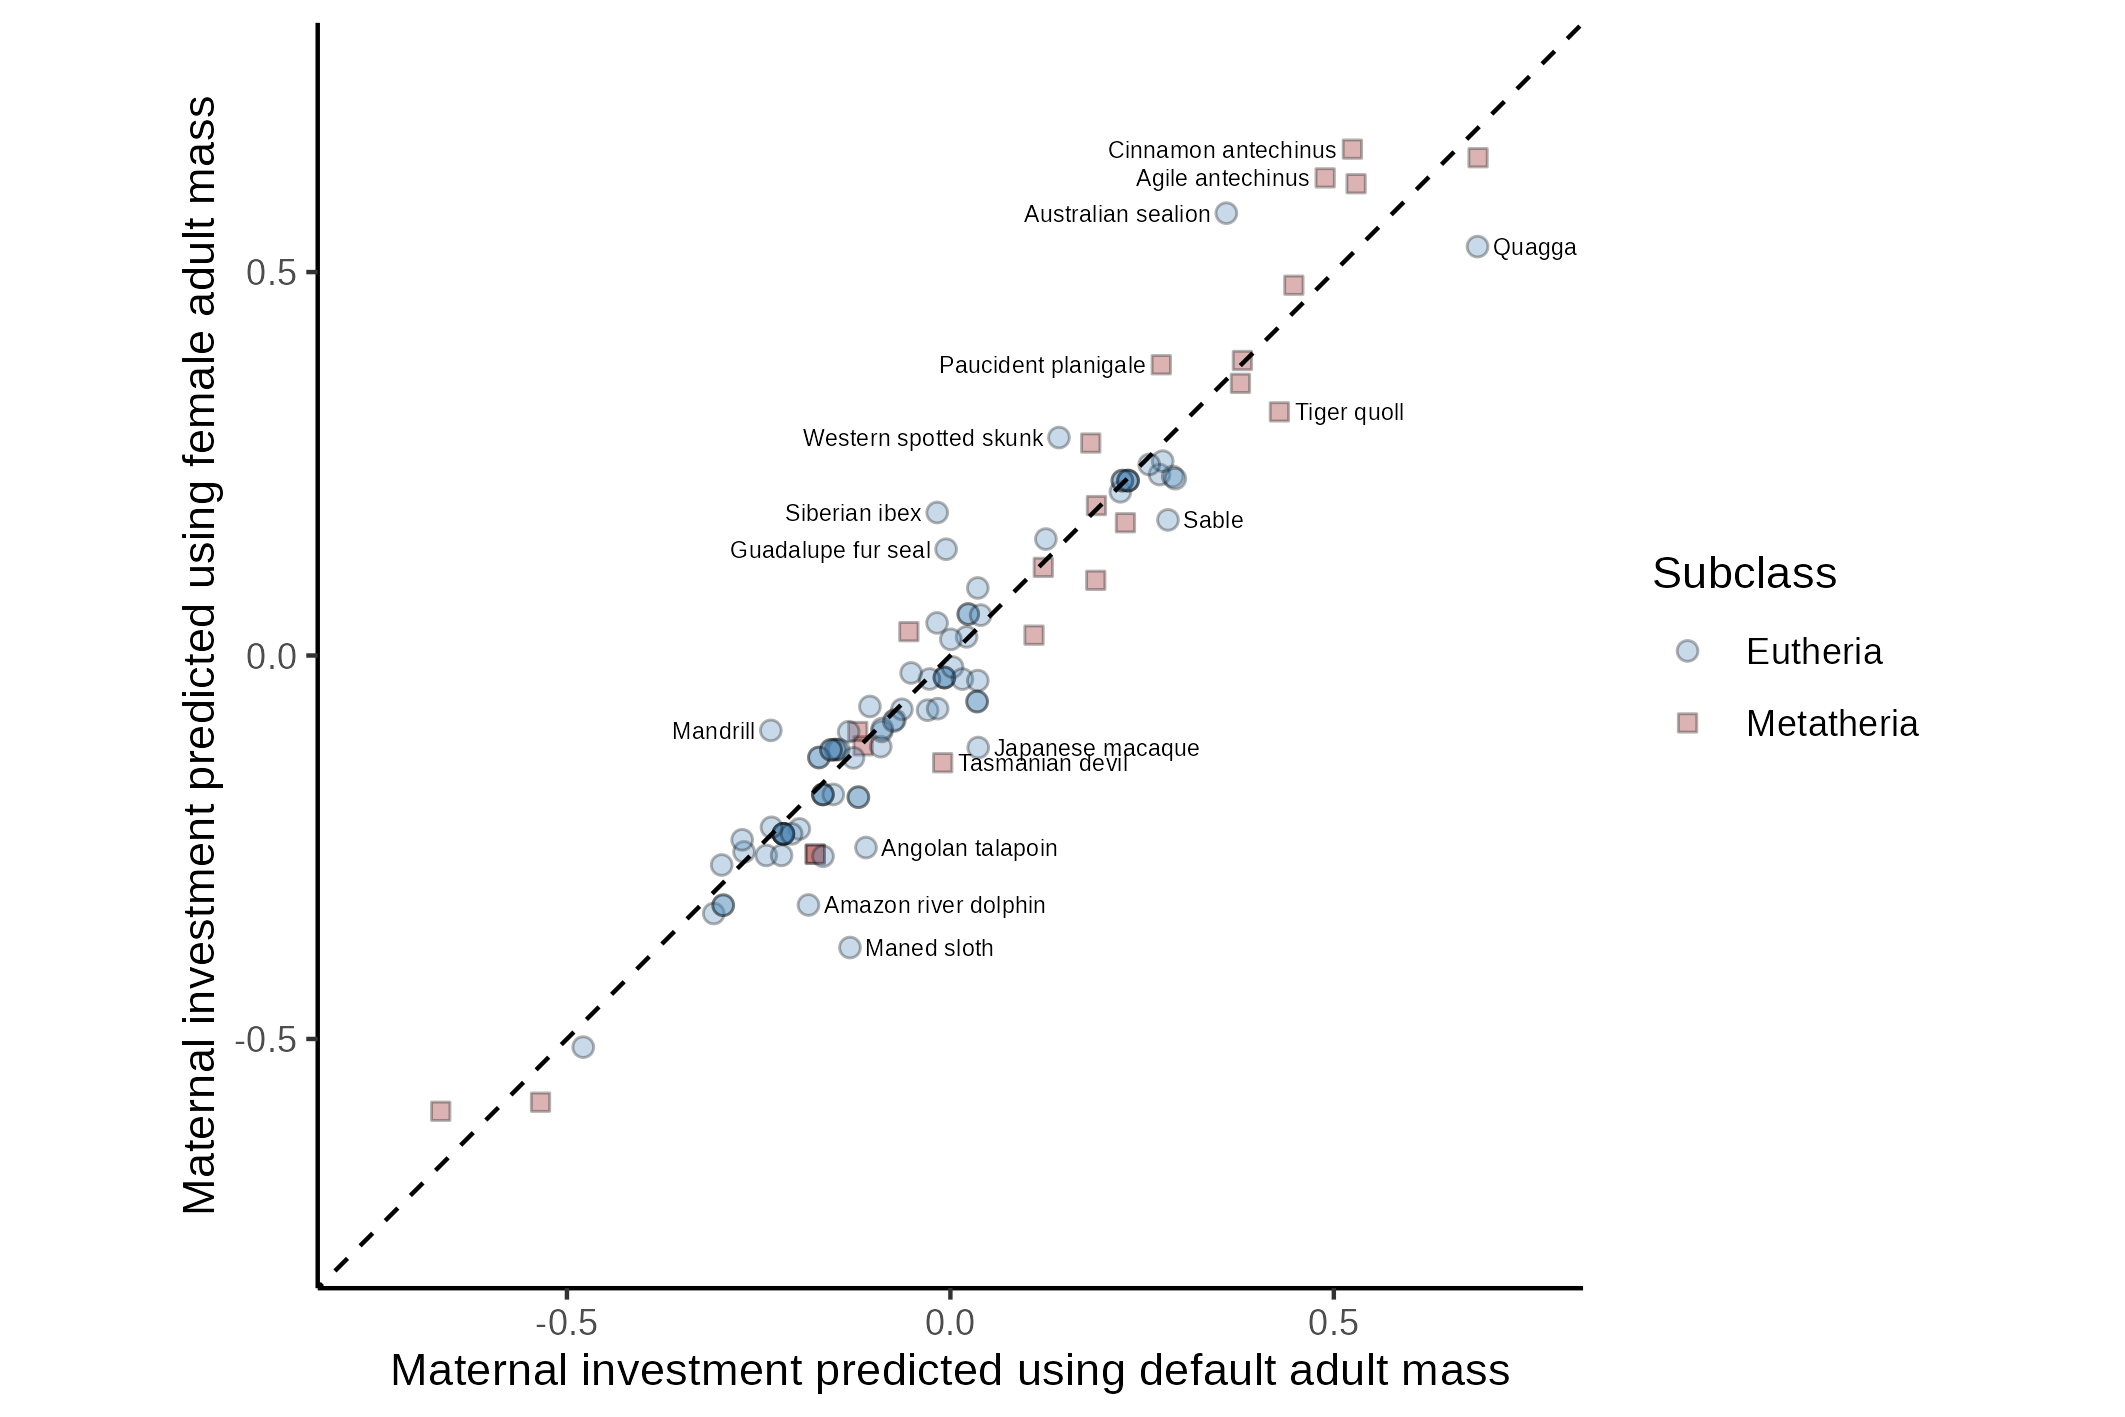 Maternal investment predicted using female adult mass
0.5
0.0
-0.5
Cinnamon antechinus
Agile antechinus
Australian sealion
Quagga
Paucident planigale
Tiger quoll
Western spotted skunk
Siberian ibex
Sable
Guadalupe fur seal
Mandrill
Japanese macaque
Tasmanian devil
Angolan talapoin
Amazon river dolphin
Maned sloth
-0.5
0.0
0.5
Maternal investment predicted using default adult mass
Subclass
Eutheria
Metatheria